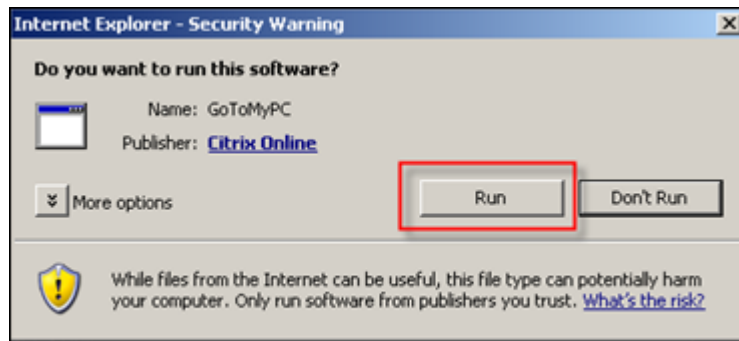 Internet Explorer - Security Warning
Do you want to run this software?
Name: GoToMyPC
Publisher: Citrix Online
More options
Run
Don't Run
While files from the Internet can be useful, this file type can potentially harm
your computer. Only run software from publishers you trust. What's the risk?